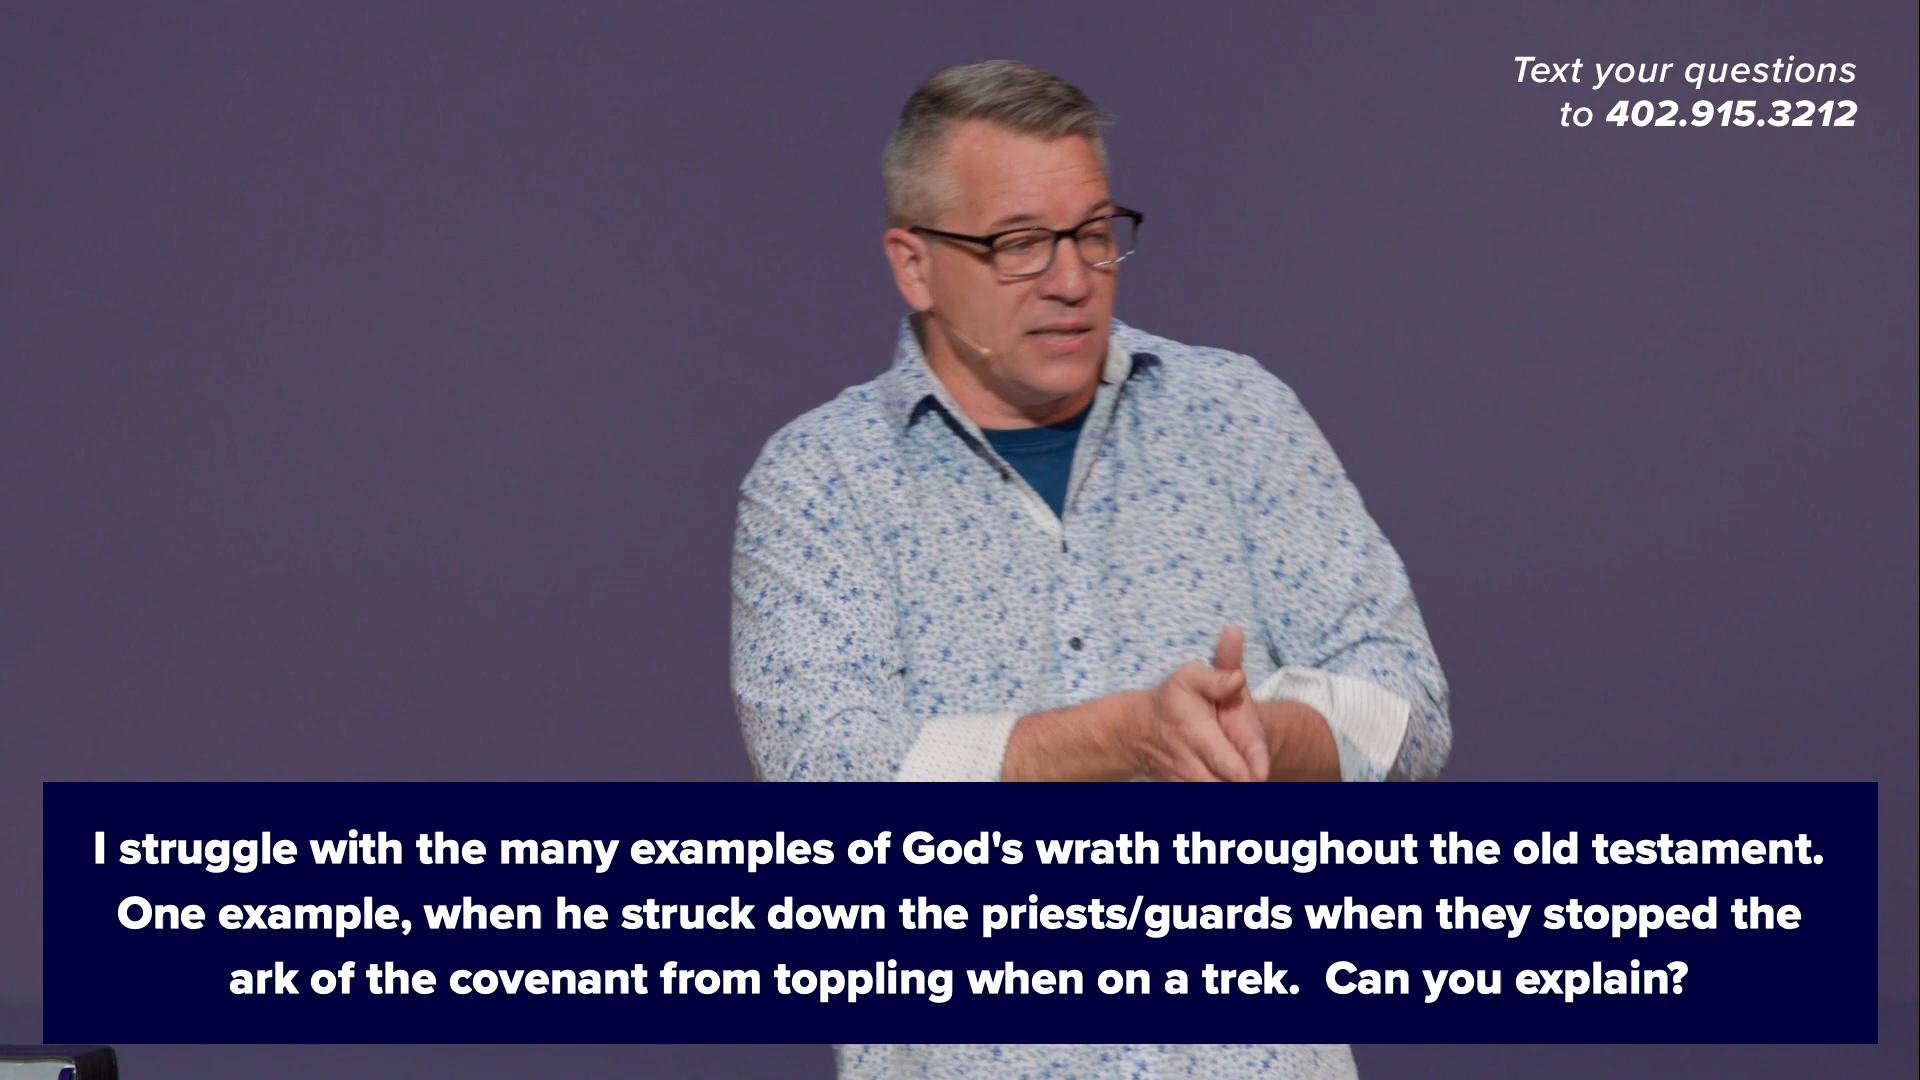 Text your questions
to 402.915.3212
I struggle with the many examples of God's wrath throughout the old testament.
One example, when he struck down the priests/guards when they stopped the
ark of the covenant from toppling when on a trek.  Can you explain?